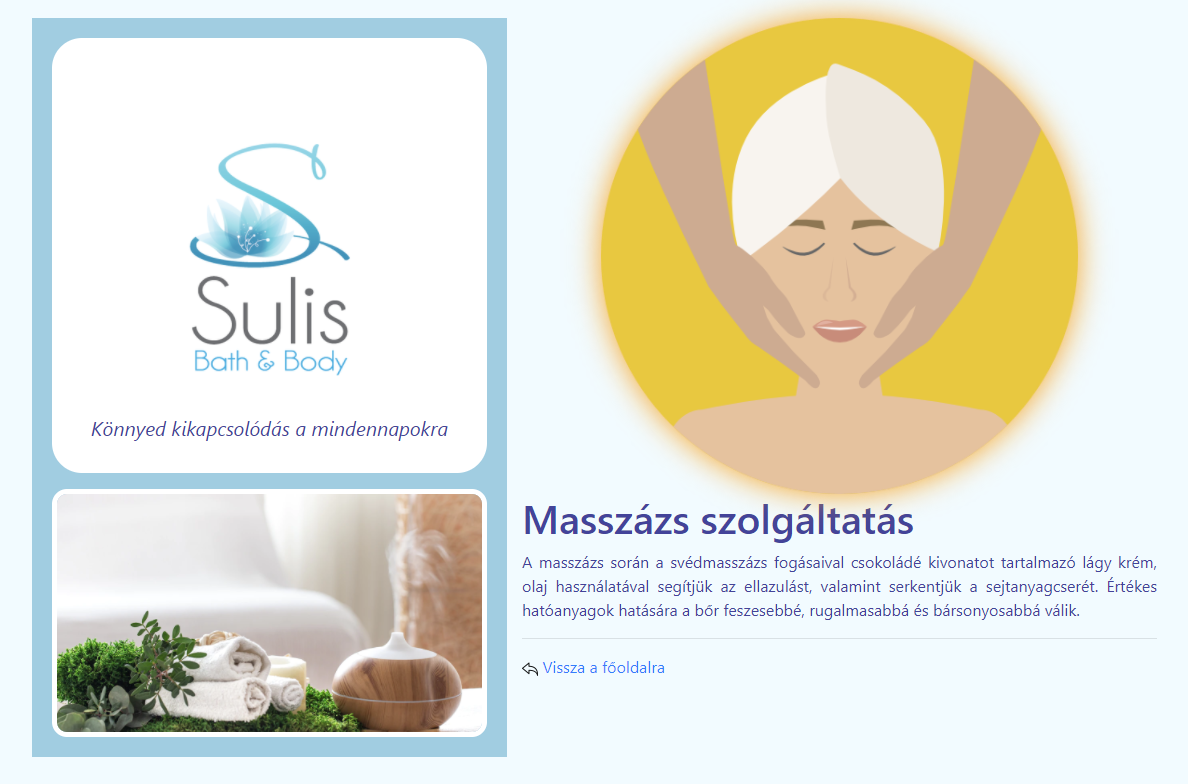 Sulis
Bath & Body
Könnyed kikapcsolódás a mindennapokra
Masszázs szolgáltatás
A masszázs során a svédmasszázs fogásaival csokoládé kivonatot tartalmazó lágy krém,
olaj használatával segítjük az ellazulást, valamint serkentjük a sejtanyagcserét. Értékes
hatóanyagok hatására a bőr feszesebbé, rugalmasabbá és bársonyosabbá válik.
Vissza a főoldalra